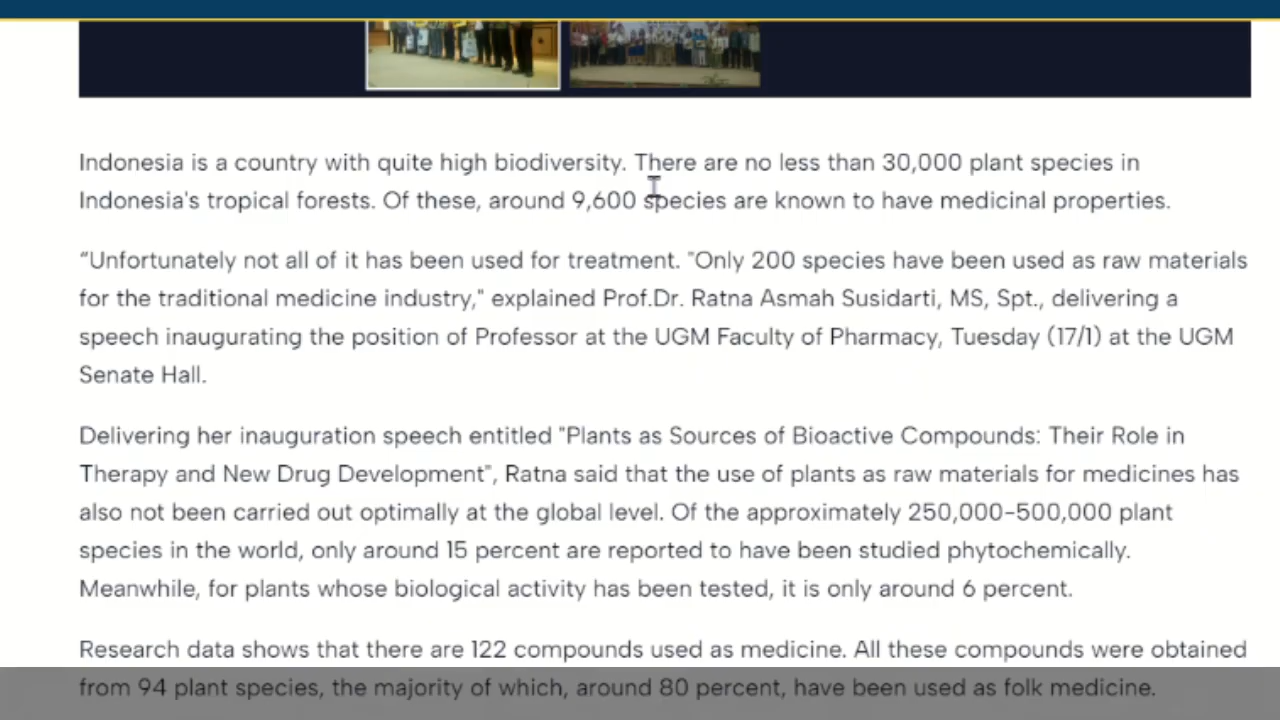 Indonesia is a country with quite high biodiversity. There are no less than 30,000 plant species in
Indonesia's tropical forests. Of these, around 9,600 species are known to have medicinal properties.
“Unfortunately not all of it has been used for treatment. "Only 200 species have been used as raw materials
for the traditional medicine industry," explained Prof.Dr. Ratna Asmah Susidarti, MS, Spt., delivering a
speech inaugurating the position of Professor at the UGM Faculty of Pharmacy, Tuesday (17/1) at the UGM
Senate Hall.
Delivering her inauguration speech entitled "Plants as Sources of Bioactive Compounds: Their Role in
Therapy and New Drug Development", Ratna said that the use of plants as raw materials for medicines has
also not been carried out optimally at the global level. Of the approximately 250,000-500,000 plant
species in the world, only around 15 percent are reported to have been studied phytochemically.
Meanwhile, for plants whose biological activity has been tested, it is only around 6 percent.
Research data shows that there are 122 compounds used as medicine. All these compounds were obtained
from 94 plant species, the majority of which, around 80 percent, have been used as folk medicine.